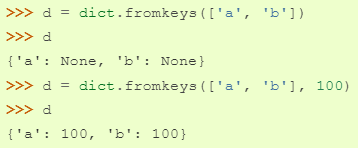 >>> d = dict.fromkeys(['a', 'b'])
>>> d
{'a': None, 'b': None}
>>> d = dict.fromkeys(['a', 'b'], 100)
>>> d
{'a': 100, 'b': 100}